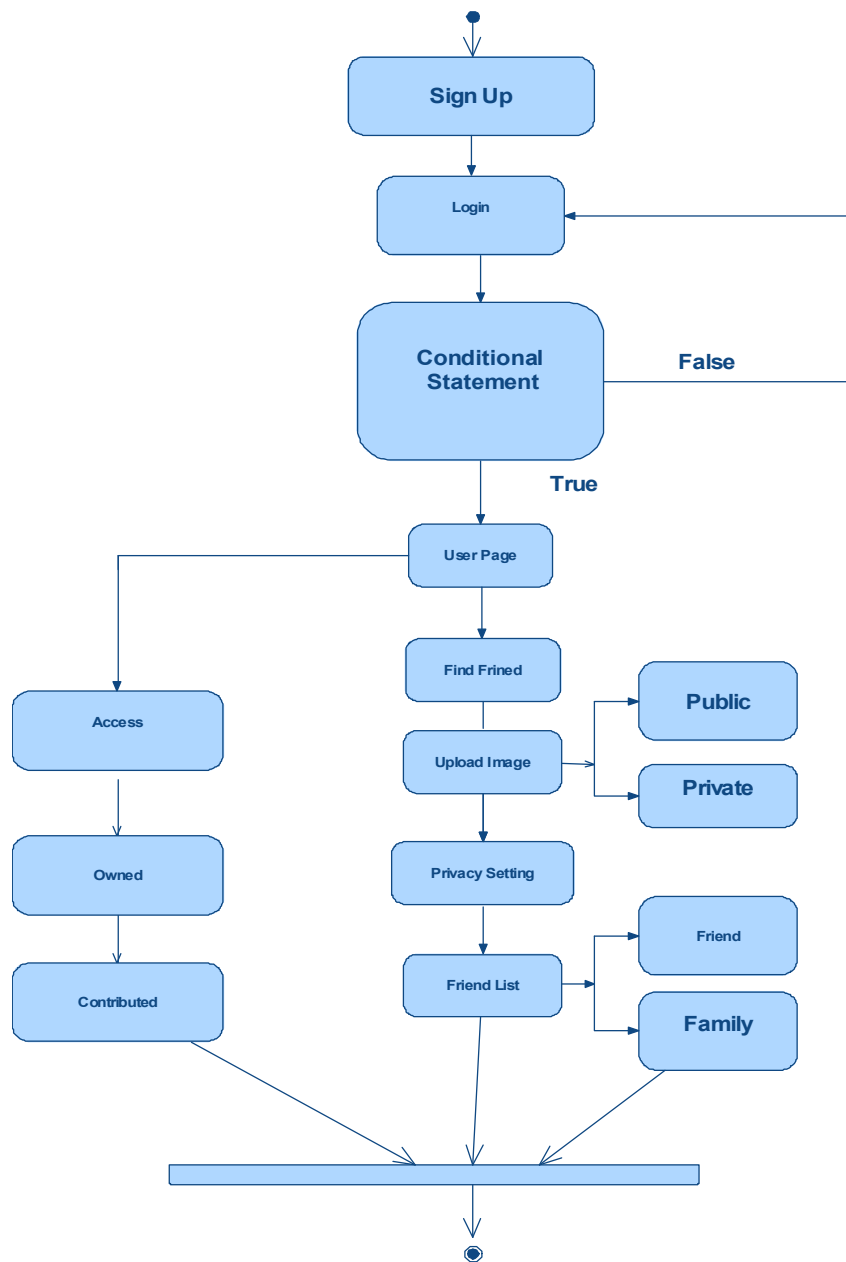 Sign Up
Login
Conditional
Statement
False
True
User Page
Find Frined
Public
Access
Upload Image
Private
Owned
Privacy Setting
Friend
Contributed
Friend List
Family